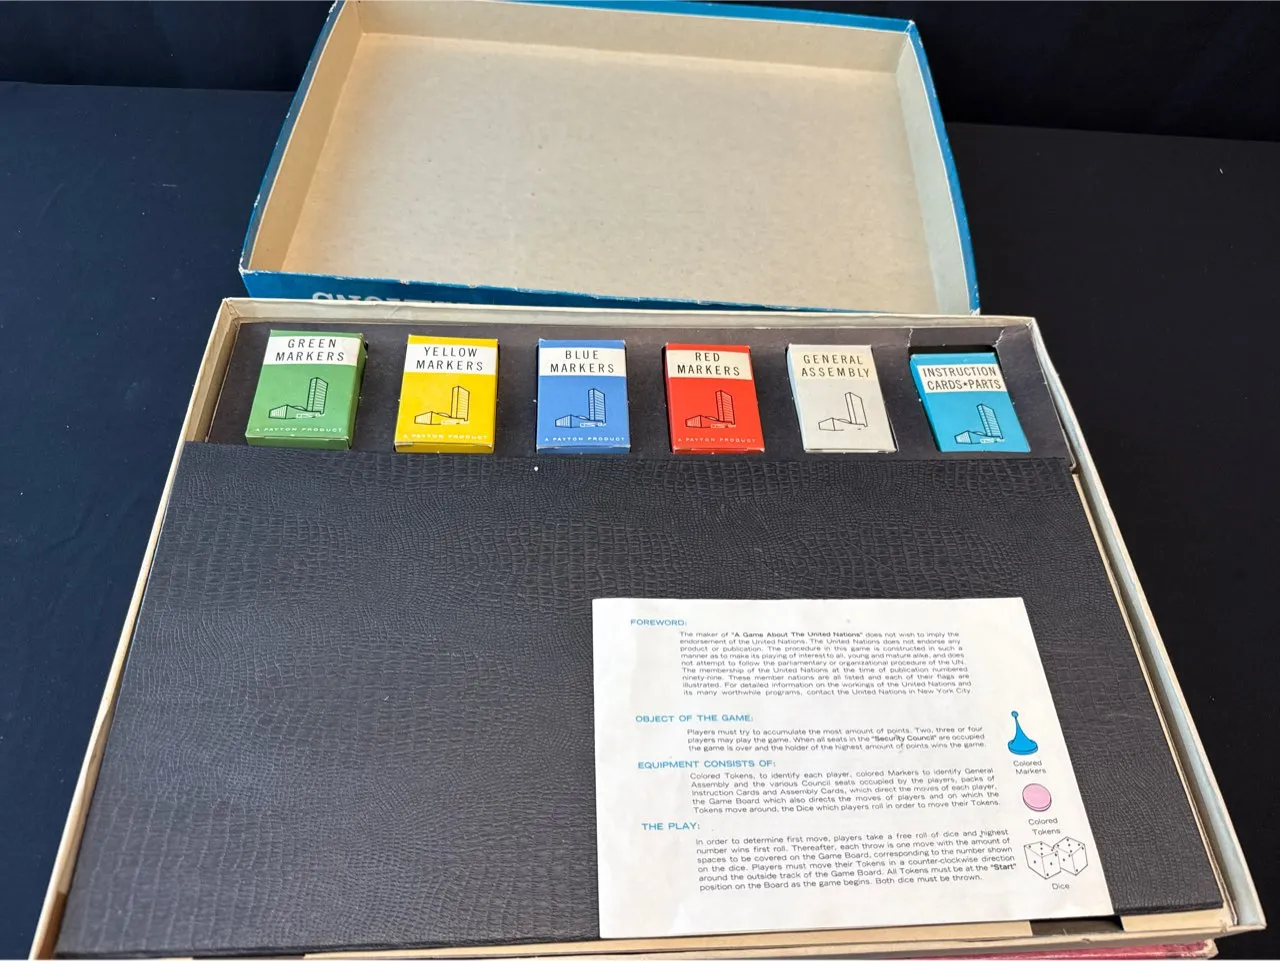 GREEN
MARKERS
A PAYTON PRODUCT
YELLOW
MARKERS
A PAYTON PRODUCT
BLUE
MARKERS
A PAYTON PRODUCT
RED
MARKERS
A PAYTON PRODUCT
GENERAL
ASSEMBLY
INSTRUCTION
CARDS•PARTS
FOREWORD:
The maker of "A Game About The United Nations" does not wish to imply the
endorsement of the United Nations. The United Nations does not endorse any
product or publication. The procedure in this game is constructed in such a
manner as to make its playing of interest to all, young and mature alike, and does
not attempt to follow the parliamentary or organizational procedure of the UN.
The membership of the United Nations at the time of publication numbered
ninety-nine. These member nations are all listed and each of their flags are
illustrated. For detailed information on the workings of the United Nations and
its many worthwhile programs, contact the United Nations in New York City
OBJECT OF THE GAME:
Players must try to accumulate the most amount of points. Two, three or four
players may play the game. When all seats in the "Security Council" are occupied
the game is over and the holder of the highest amount of points wins the game.
EQUIPMENT CONSISTS OF:
Colored Tokens, to identify each player, colored Markers to identify General
Assembly and the various Council seats occupied by the players, packs of
Instruction Cards and Assembly Cards, which direct the moves of each player,
the Game Board which also directs the moves of players and on which the
Tokens move around, the Dice which players roll in order to move their Tokens.
THE PLAY:
In order to determine first move, players take a free roll of dice and highest
number wins first roll. Thereafter, each throw is one move with the amount of
spaces to be covered on the Game Board, corresponding to the number shown
on the dice. Players must move their Tokens in a counter-clockwise direction
around the outside track of the Game Board. All Tokens must be at the "Start"
position on the Board as the game begins. Both dice must be thrown.
Colored
Markers
Colored
Tokens
Dice